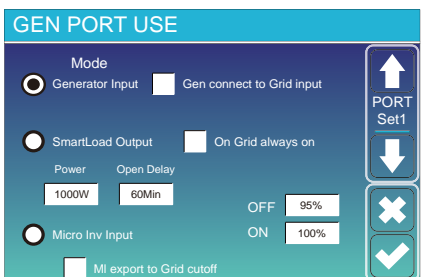 GEN PORT USE
Mode
Generator Input Gen connect to Grid input
PORT
Set1
SmartLoad Output On Grid always on
Power Open Delay
1000W 60Min
OFF 95%
Micro Inv Input ON 100%
MI export to Grid cutoff